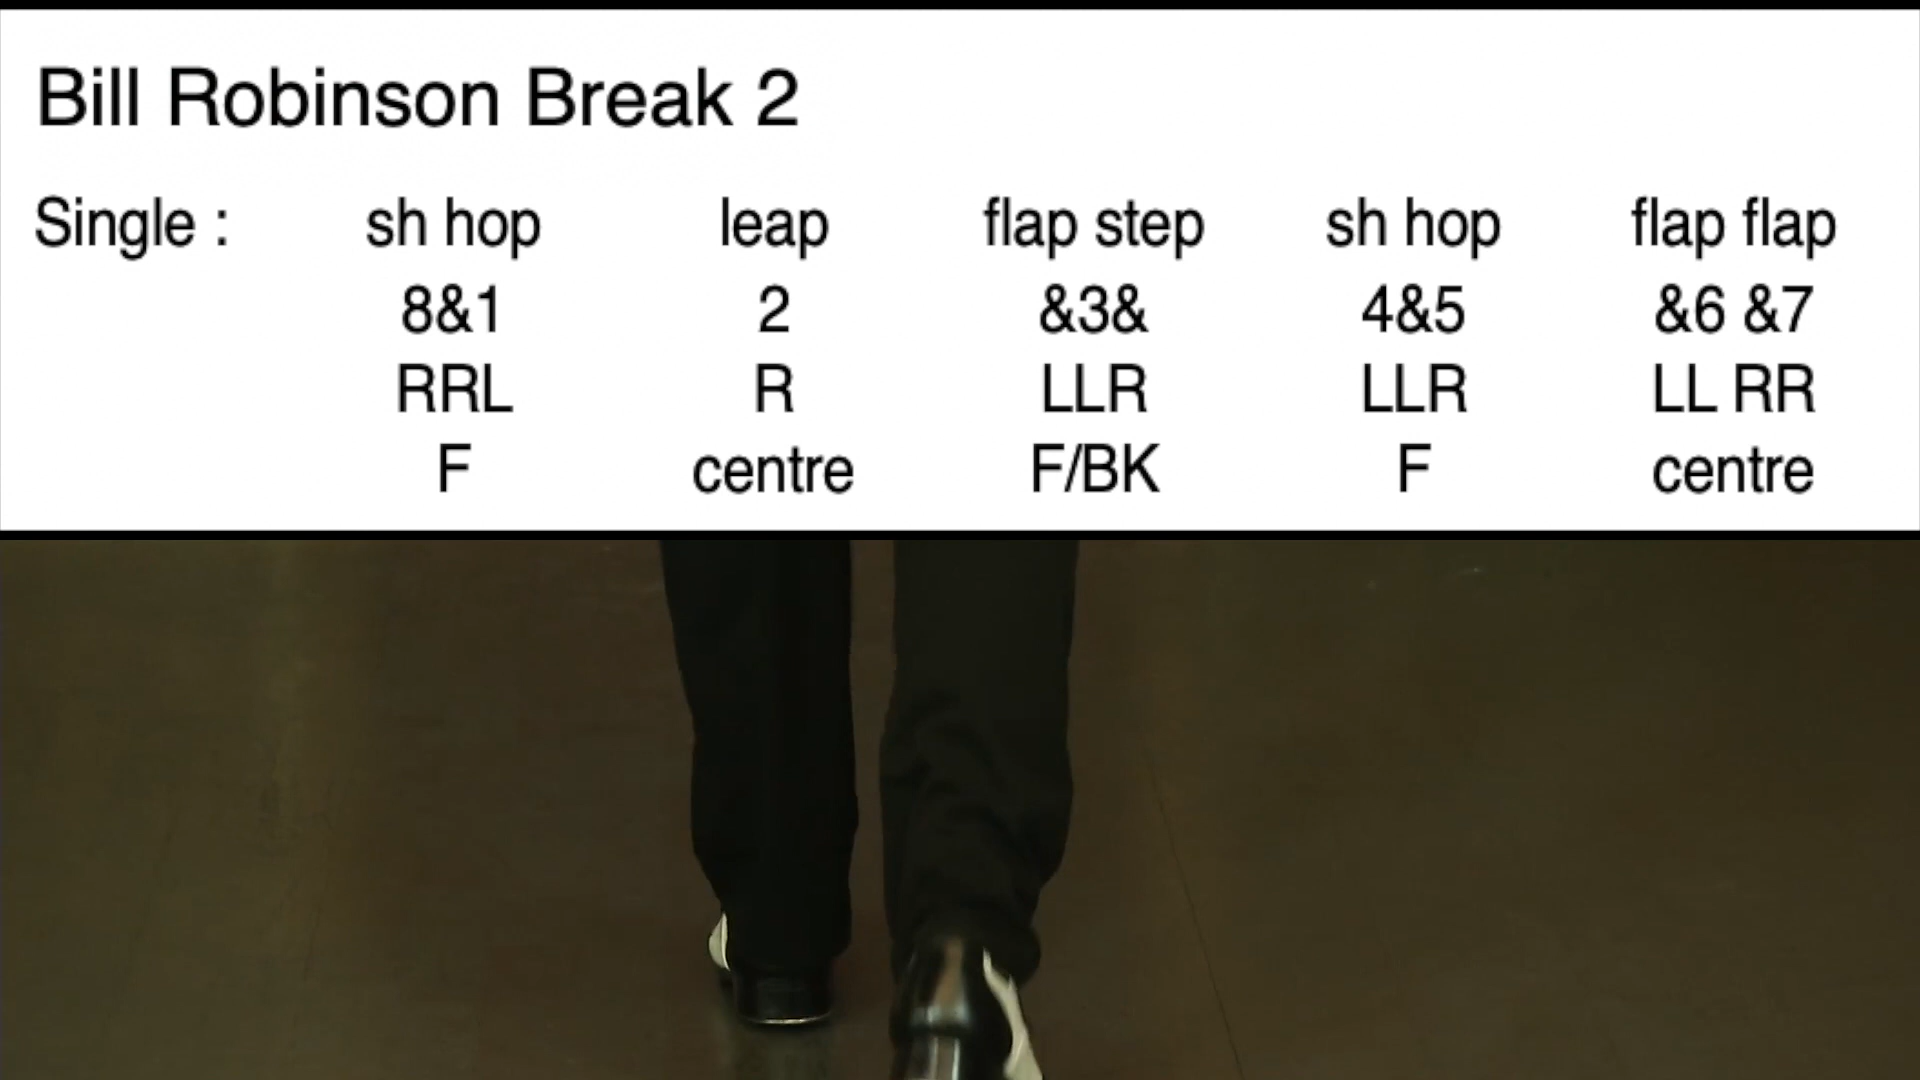 Bill Robinson Break 2
Single : sh hop leap flap step sh hop flap flap
8&1 2 &3& 4&5 &6 &7
RRL R LLR LLR LL RR
F centre F/BK F centre